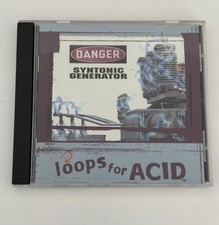 DANGER
SYNTONIC
GENERATOR
loops for ACID